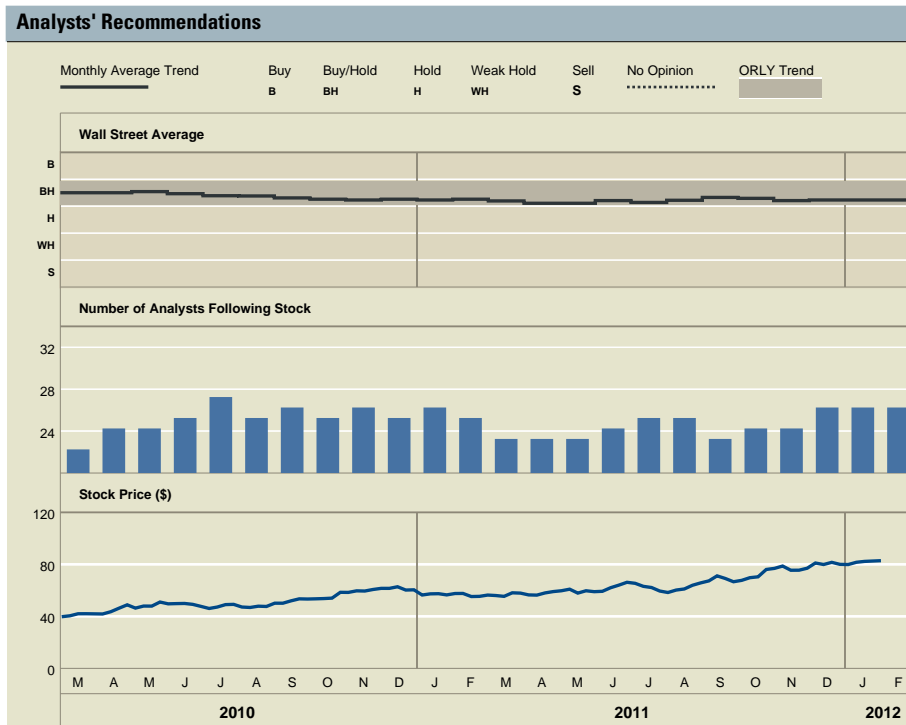 Analysts' Recommendations
Monthly Average Trend Buy Buy/Hold Hold Weak Hold Sell No Opinion ORLY Trend
B BH H WH S
Wall Street Average
B
BH
H
WH
S
Number of Analysts Following Stock
32
28
24
Stock Price ($)
120
80
40
0
M A M J J A S O N D J F M A M J J A S O N D J F
2010 2011 2012